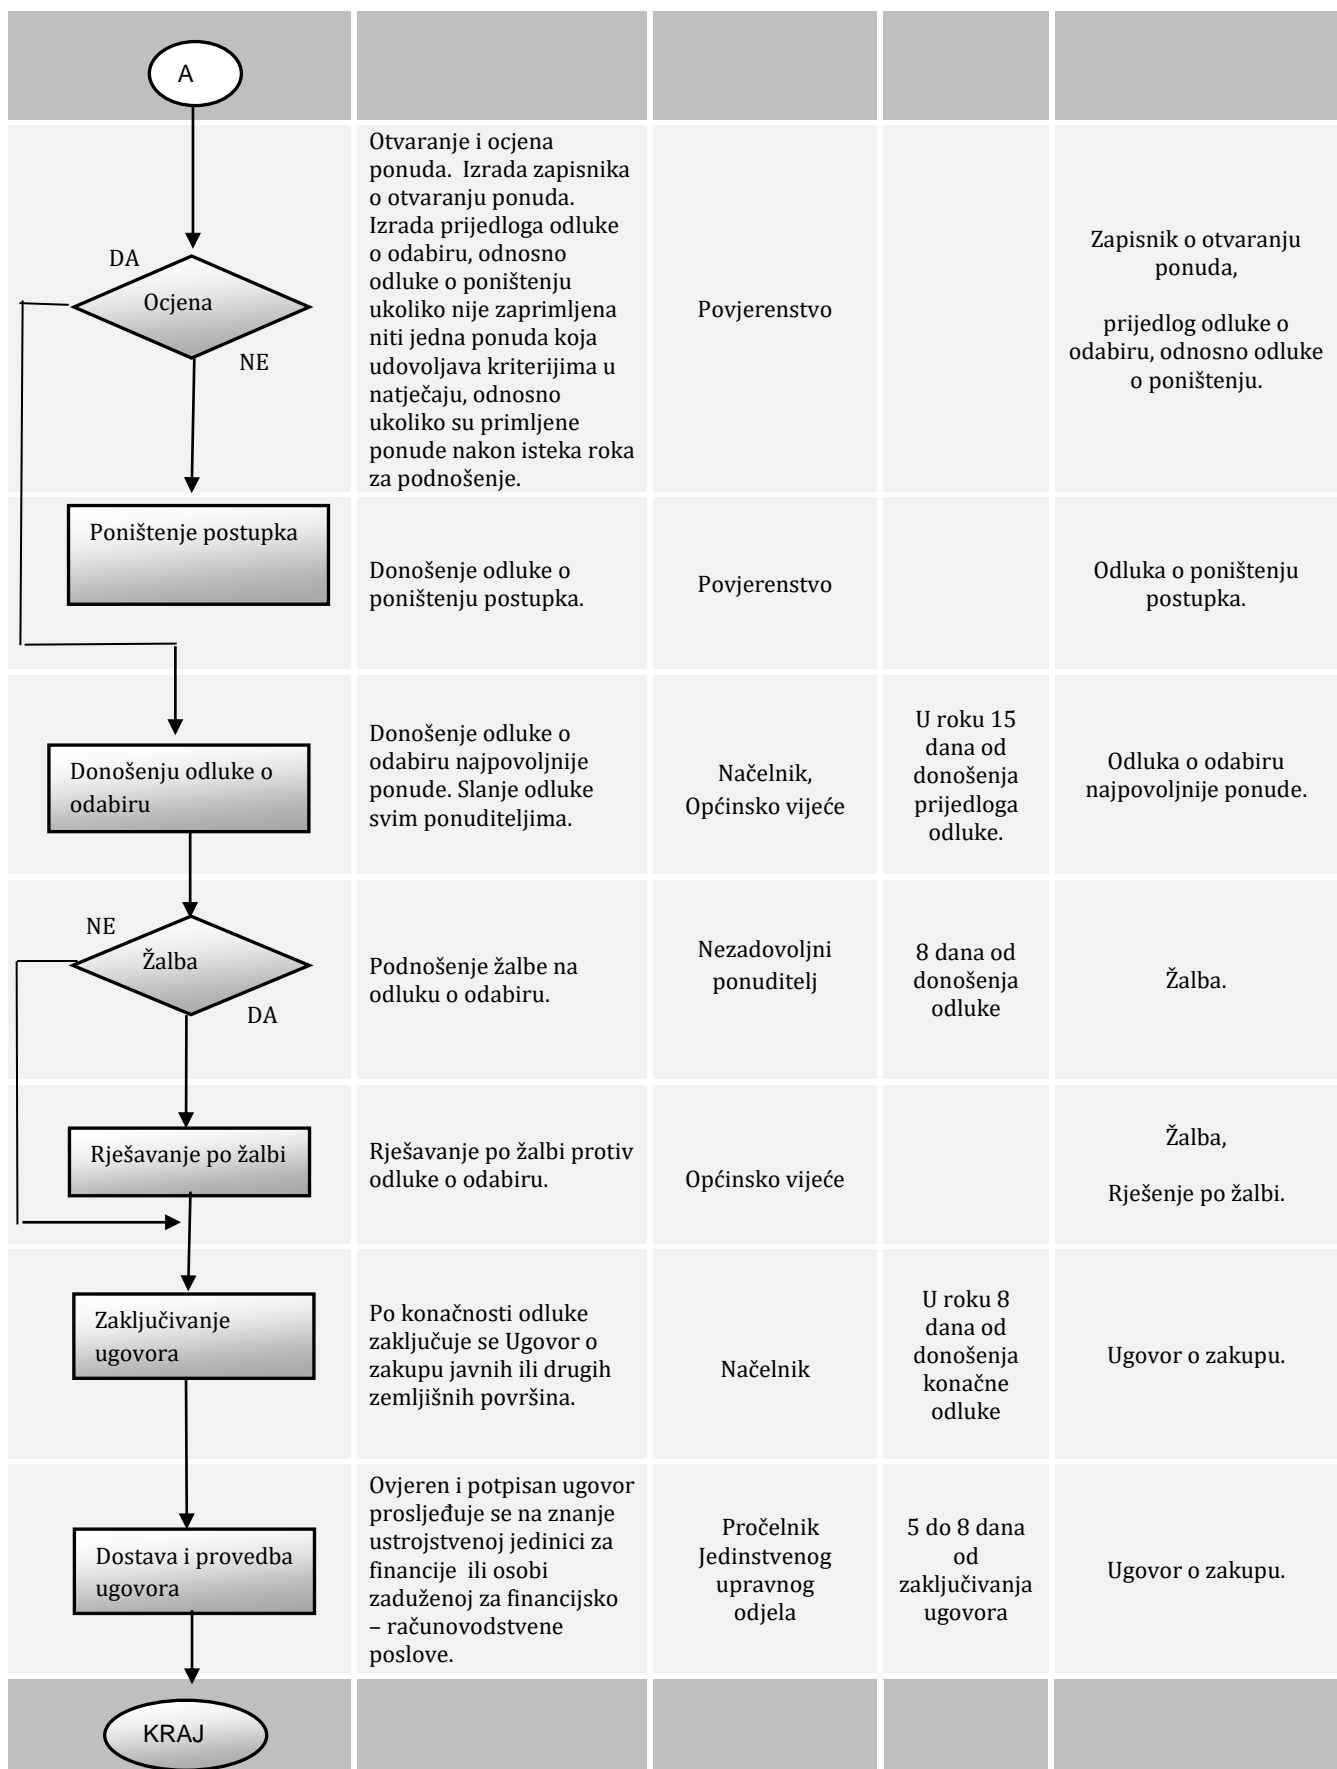 A
DA
Ocjena
NE
Otvaranje i ocjena
ponuda.  Izrada zapisnika
o otvaranju ponuda.
Izrada prijedloga odluke
o odabiru, odnosno
odluke o poništenju
ukoliko nije zaprimljena
niti jedna ponuda koja
udovoljava kriterijima u
natječaju, odnosno
ukoliko su primljene
ponude nakon isteka roka
za podnošenje.
Povjerenstvo
Zapisnik o otvaranju
ponuda,
prijedlog odluke o
odabiru, odnosno odluke
o poništenju.
Poništenje postupka
Donošenje odluke o
poništenju postupka.
Povjerenstvo
Odluka o poništenju
postupka.
Donošenju odluke o
odabiru
Donošenje odluke o
odabiru najpovoljnije
ponude. Slanje odluke
svim ponuditeljima.
Načelnik,
Općinsko vijeće
U roku 15
dana od
donošenja
prijedloga
odluke.
Odluka o odabiru
najpovoljnije ponude.
NE
Žalba
DA
Podnošenje žalbe na
odluku o odabiru.
Nezadovoljni
ponuditelj
8 dana od
donošenja
odluke
Žalba.
Rješavanje po žalbi
Rješavanje po žalbi protiv
odluke o odabiru.
Općinsko vijeće
Žalba,
Rješenje po žalbi.
Zaključivanje
ugovora
Po konačnosti odluke
zaključuje se Ugovor o
zakupu javnih ili drugih
zemljišnih površina.
Načelnik
U roku 8
dana od
donošenja
konačne
odluke
Ugovor o zakupu.
Dostava i provedba
ugovora
Ovjeren i potpisan ugovor
prosljeđuje se na znanje
ustrojstvenoj jedinici za
financije  ili osobi
zaduženoj za financijsko
– računovodstvene
poslove.
Pročelnik
Jedinstvenog
upravnog
odjela
5 do 8 dana
od
zaključivanja
ugovora
Ugovor o zakupu.
KRAJ